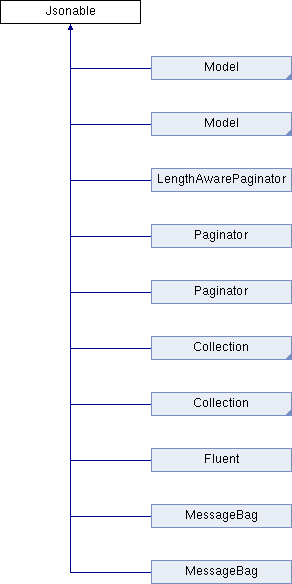 Jsonable
Model
Model
LengthAwarePaginator
Paginator
Paginator
Collection
Collection
Fluent
MessageBag
MessageBag